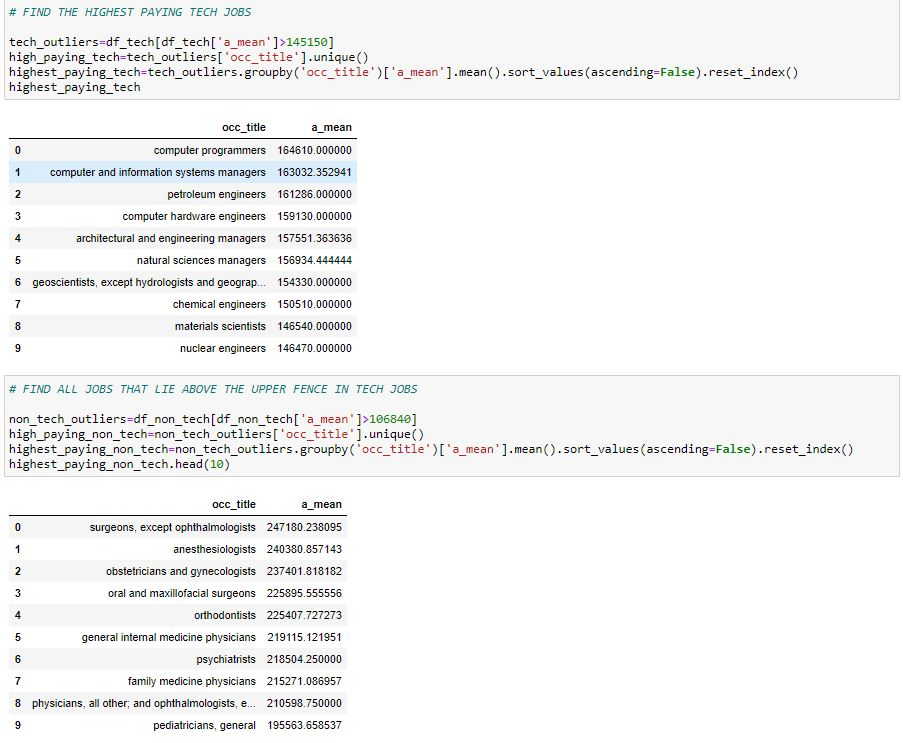 # FIND THE HIGHEST PAYING TECH JOBS
tech_outliers=df_tech[df_tech['a_mean']>145150]
high_paying_tech=tech_outliers['occ_title'].unique()
highest_paying_tech=tech_outliers.groupby('occ_title')['a_mean'].mean().sort_values(ascending=False).reset_index()
highest_paying_tech
occ_title a_mean
0 computer programmers 164610.000000
1 computer and information systems managers 163032.352941
2 petroleum engineers 161286.000000
3 computer hardware engineers 159130.000000
4 architectural and engineering managers 157551.363636
5 natural sciences managers 156934.444444
6 geoscientists, except hydrologists and geograp... 154330.000000
7 chemical engineers 150510.000000
8 materials scientists 146540.000000
9 nuclear engineers 146470.000000
# FIND ALL JOBS THAT LIE ABOVE THE UPPER FENCE IN TECH JOBS
non_tech_outliers=df_non_tech[df_non_tech['a_mean']>106840]
high_paying_non_tech=non_tech_outliers['occ_title'].unique()
highest_paying_non_tech=non_tech_outliers.groupby('occ_title')['a_mean'].mean().sort_values(ascending=False).reset_index()
highest_paying_non_tech.head(10)
occ_title a_mean
0 surgeons, except ophthalmologists 247180.238095
1 anesthesiologists 240380.857143
2 obstetricians and gynecologists 237401.818182
3 oral and maxillofacial surgeons 225895.555556
4 orthodontists 225407.727273
5 general internal medicine physicians 219115.121951
6 psychiatrists 218504.250000
7 family medicine physicians 215271.086957
8 physicians, all other; and ophthalmologists, e... 210598.750000
9 pediatricians, general 195563.658537